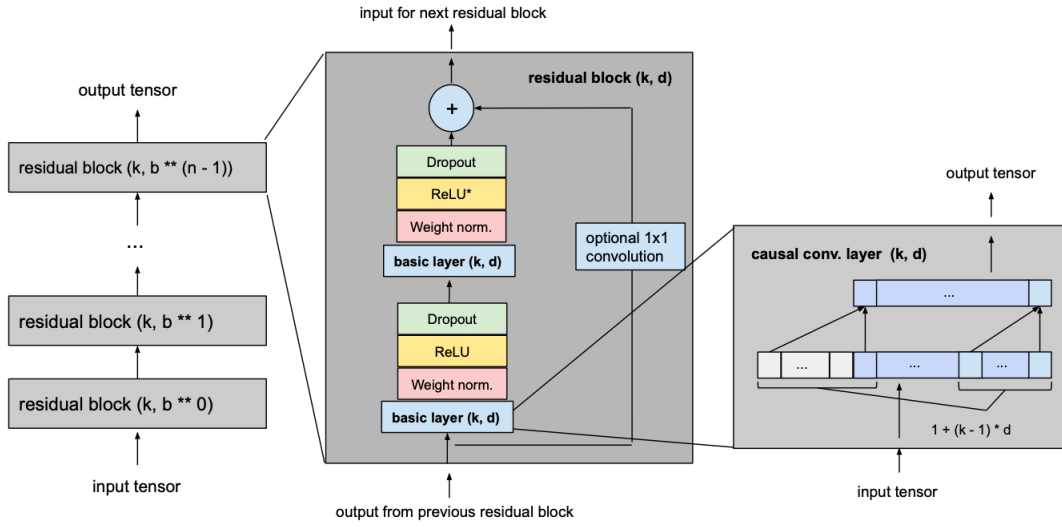 output tensor
residual block (k, b ** (n - 1))
...
residual block (k, b ** 1)
residual block (k, b ** 0)
input tensor
input for next residual block
residual block (k, d)
+
Dropout
ReLU*
Weight norm.
basic layer (k, d)
optional 1x1
convolution
Dropout
ReLU
Weight norm.
basic layer (k, d)
output from previous residual block
output tensor
causal conv. layer (k, d)
...
...
...
...
1 + (k - 1) * d
input tensor